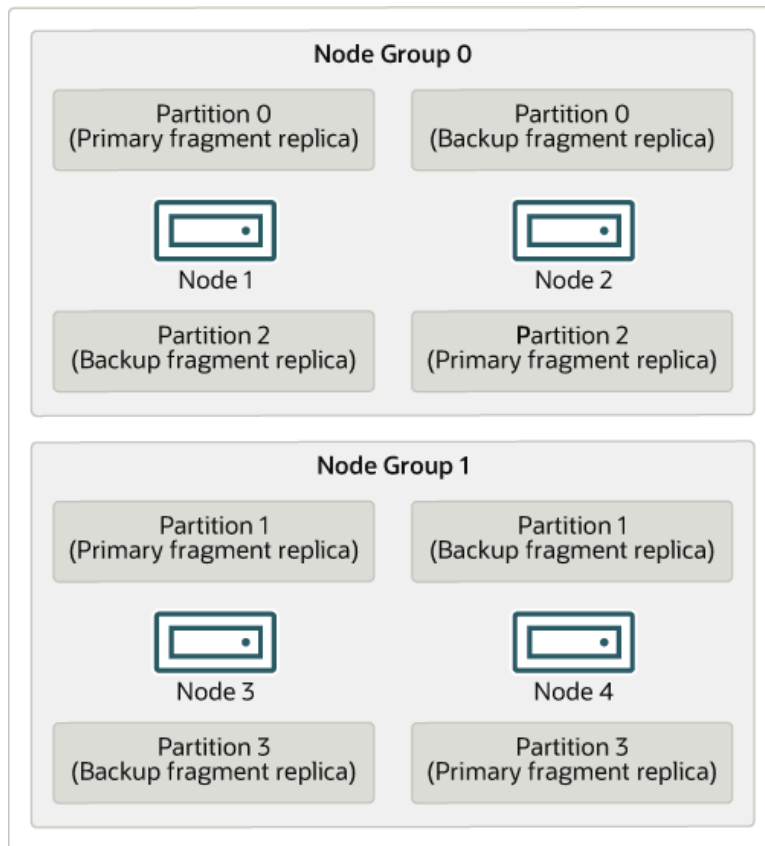 Node Group 0
Partition 0
(Primary fragment replica)
Partition 0
(Backup fragment replica)
Node 1
Node 2
Partition 2
(Backup fragment replica)
Partition 2
(Primary fragment replica)
Node Group 1
Partition 1
(Primary fragment replica)
Partition 1
(Backup fragment replica)
Node 3
Node 4
Partition 3
(Backup fragment replica)
Partition 3
(Primary fragment replica)